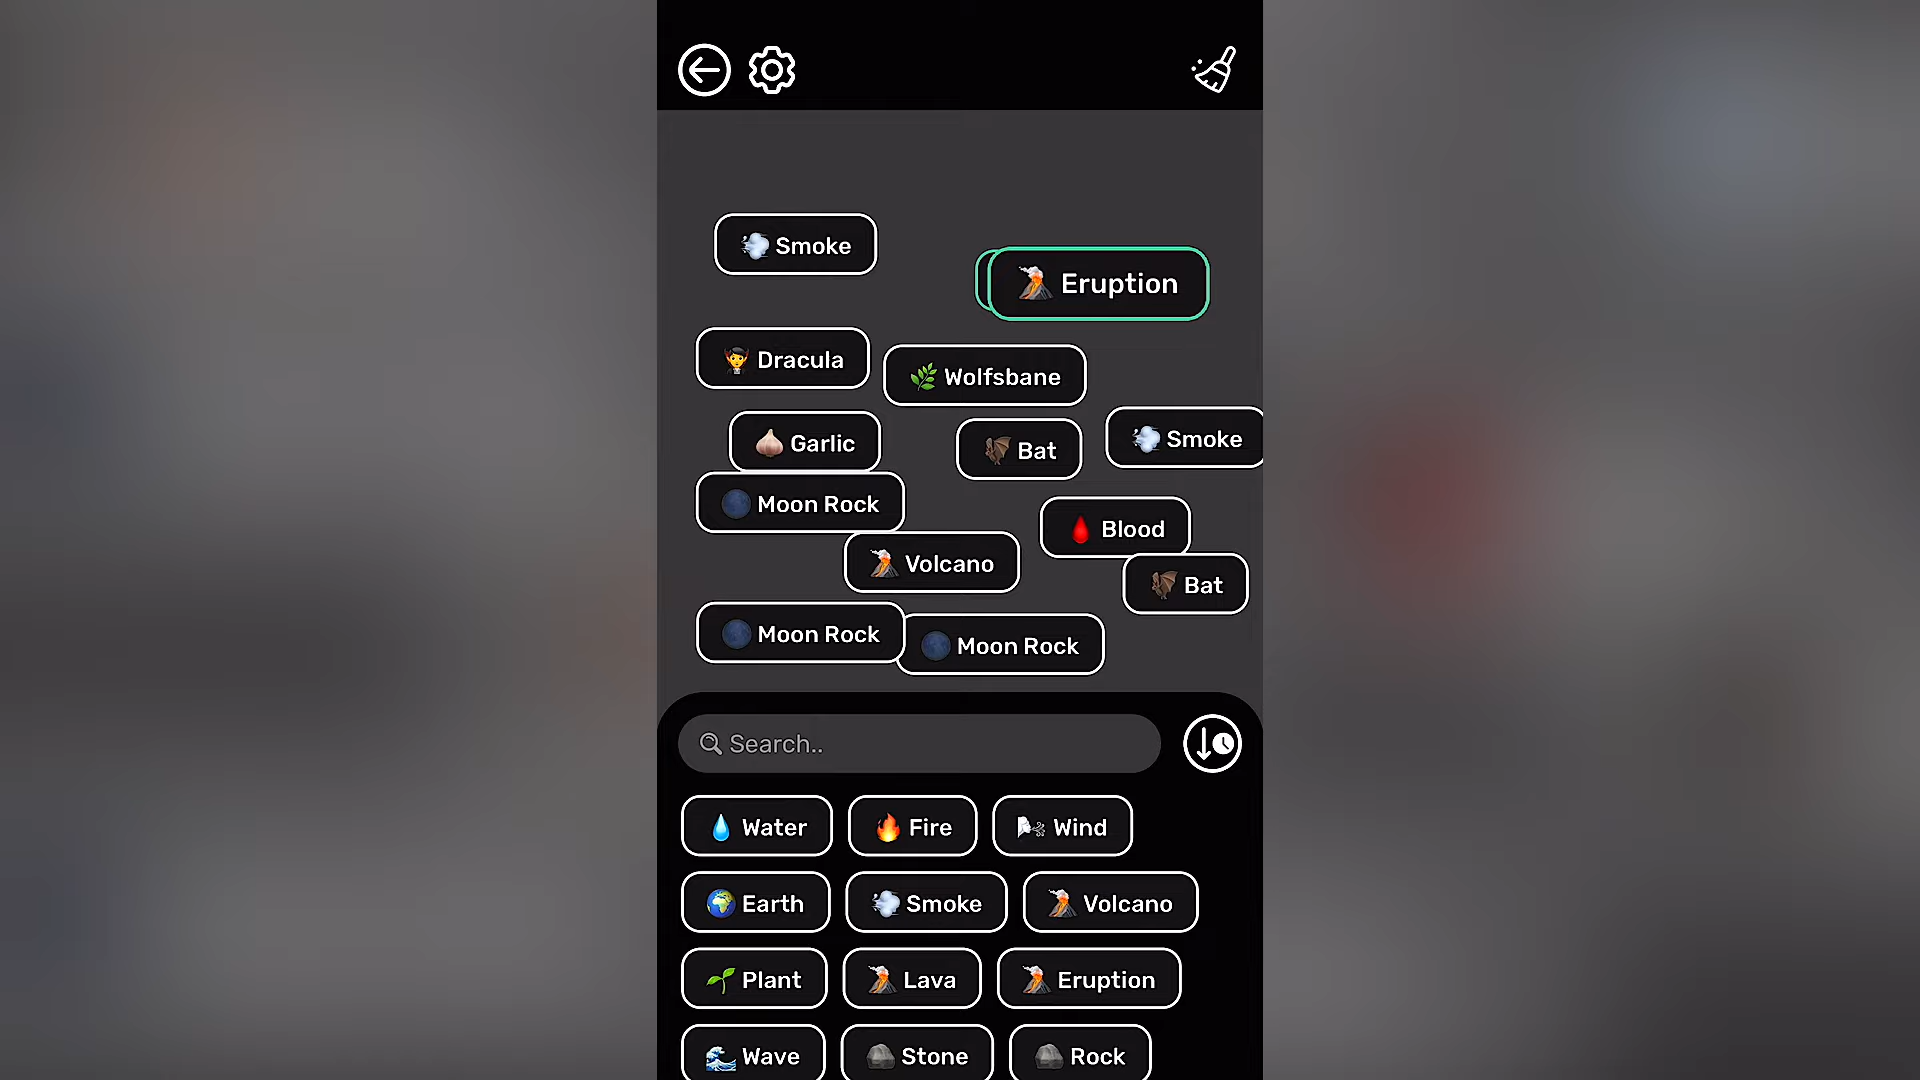 Smoke
Eruption
Dracula
Wolfsbane
Garlic
Bat
Smoke
Moon Rock
Blood
Volcano
Bat
Moon Rock
Moon Rock
Search..
Water Fire Wind
Earth Smoke Volcano
Plant Lava Eruption
Wave Stone Rock